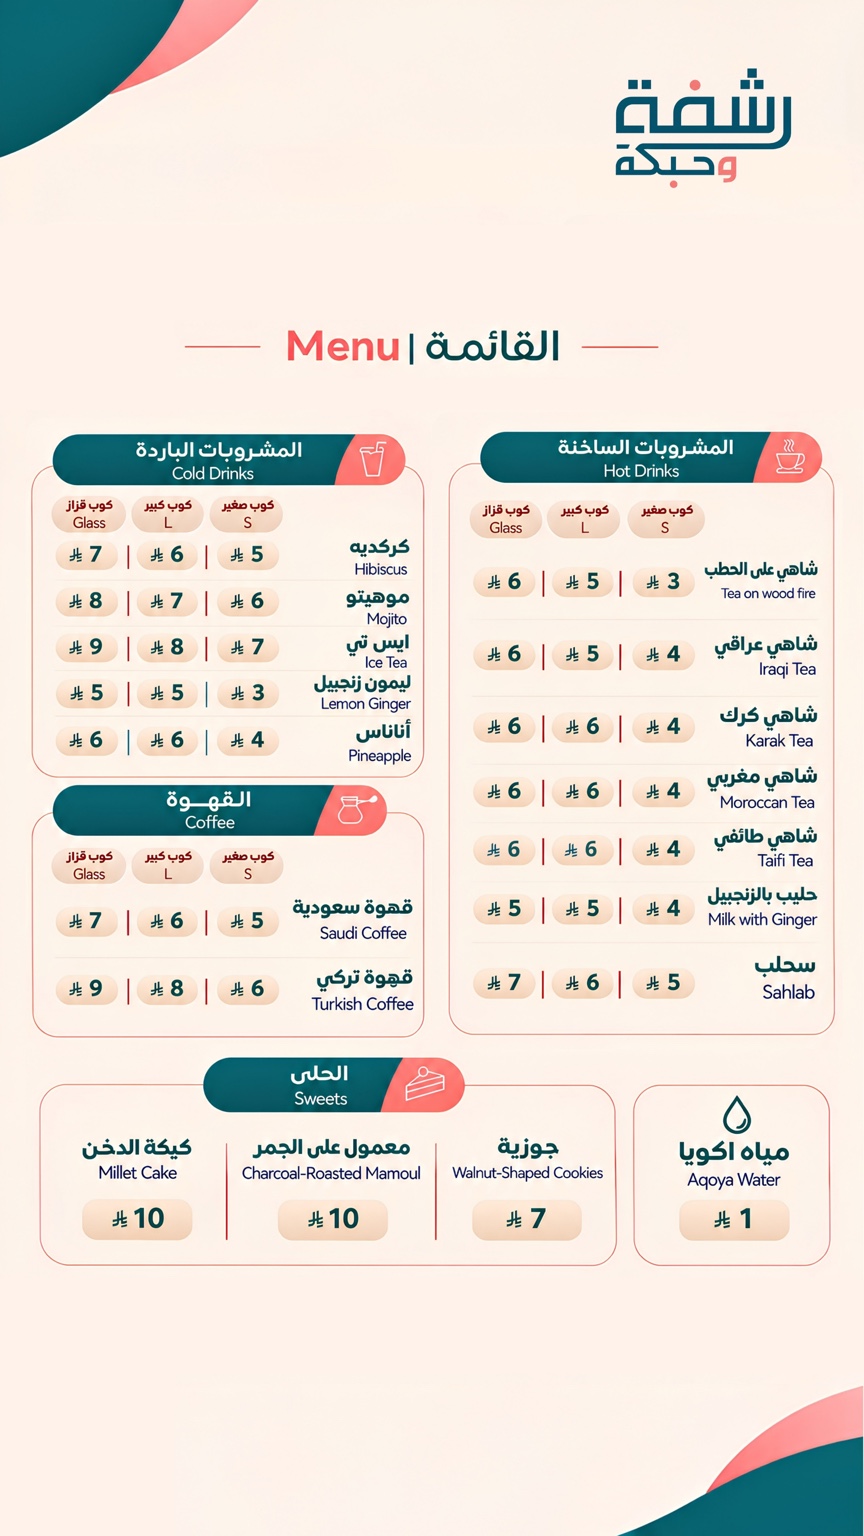 رشفة
وحبكة
القائمة | Menu
المشروبات الساخنة
Hot Drinks
كوب صغير كوب كبير كوب قزاز
S L Glass
شاهي على الحطب
Tea on wood fire
3 | 5 | 6
شاهي عراقي
Iraqi Tea
4 | 5 | 6
شاهي كرك
Karak Tea
4 | 6 | 6
شاهي مغربي
Moroccan Tea
4 | 6 | 6
شاهي طائفي
Taifi Tea
4 | 6 | 6
حليب بالزنجبيل
Milk with Ginger
4 | 5 | 5
سحلب
Sahlab
5 | 6 | 7
المشروبات الباردة
Cold Drinks
كوب صغير كوب كبير كوب قزاز
S L Glass
كركديه
Hibiscus
5 | 6 | 7
موهيتو
Mojito
6 | 7 | 8
ايس تي
Ice Tea
7 | 8 | 9
ليمون زنجبيل
Lemon Ginger
3 | 5 | 5
أناناس
Pineapple
4 | 6 | 6
القهـــوة
Coffee
كوب صغير كوب كبير كوب قزاز
S L Glass
قهوة سعودية
Saudi Coffee
5 | 6 | 7
قهوة تركي
Turkish Coffee
6 | 8 | 9
الحلى
Sweets
جوزية
Walnut-Shaped Cookies
7
معمول على الجمر
Charcoal-Roasted Mamoul
10
كيكة الدخن
Millet Cake
10
مياه اكويا
Aqoya Water
1